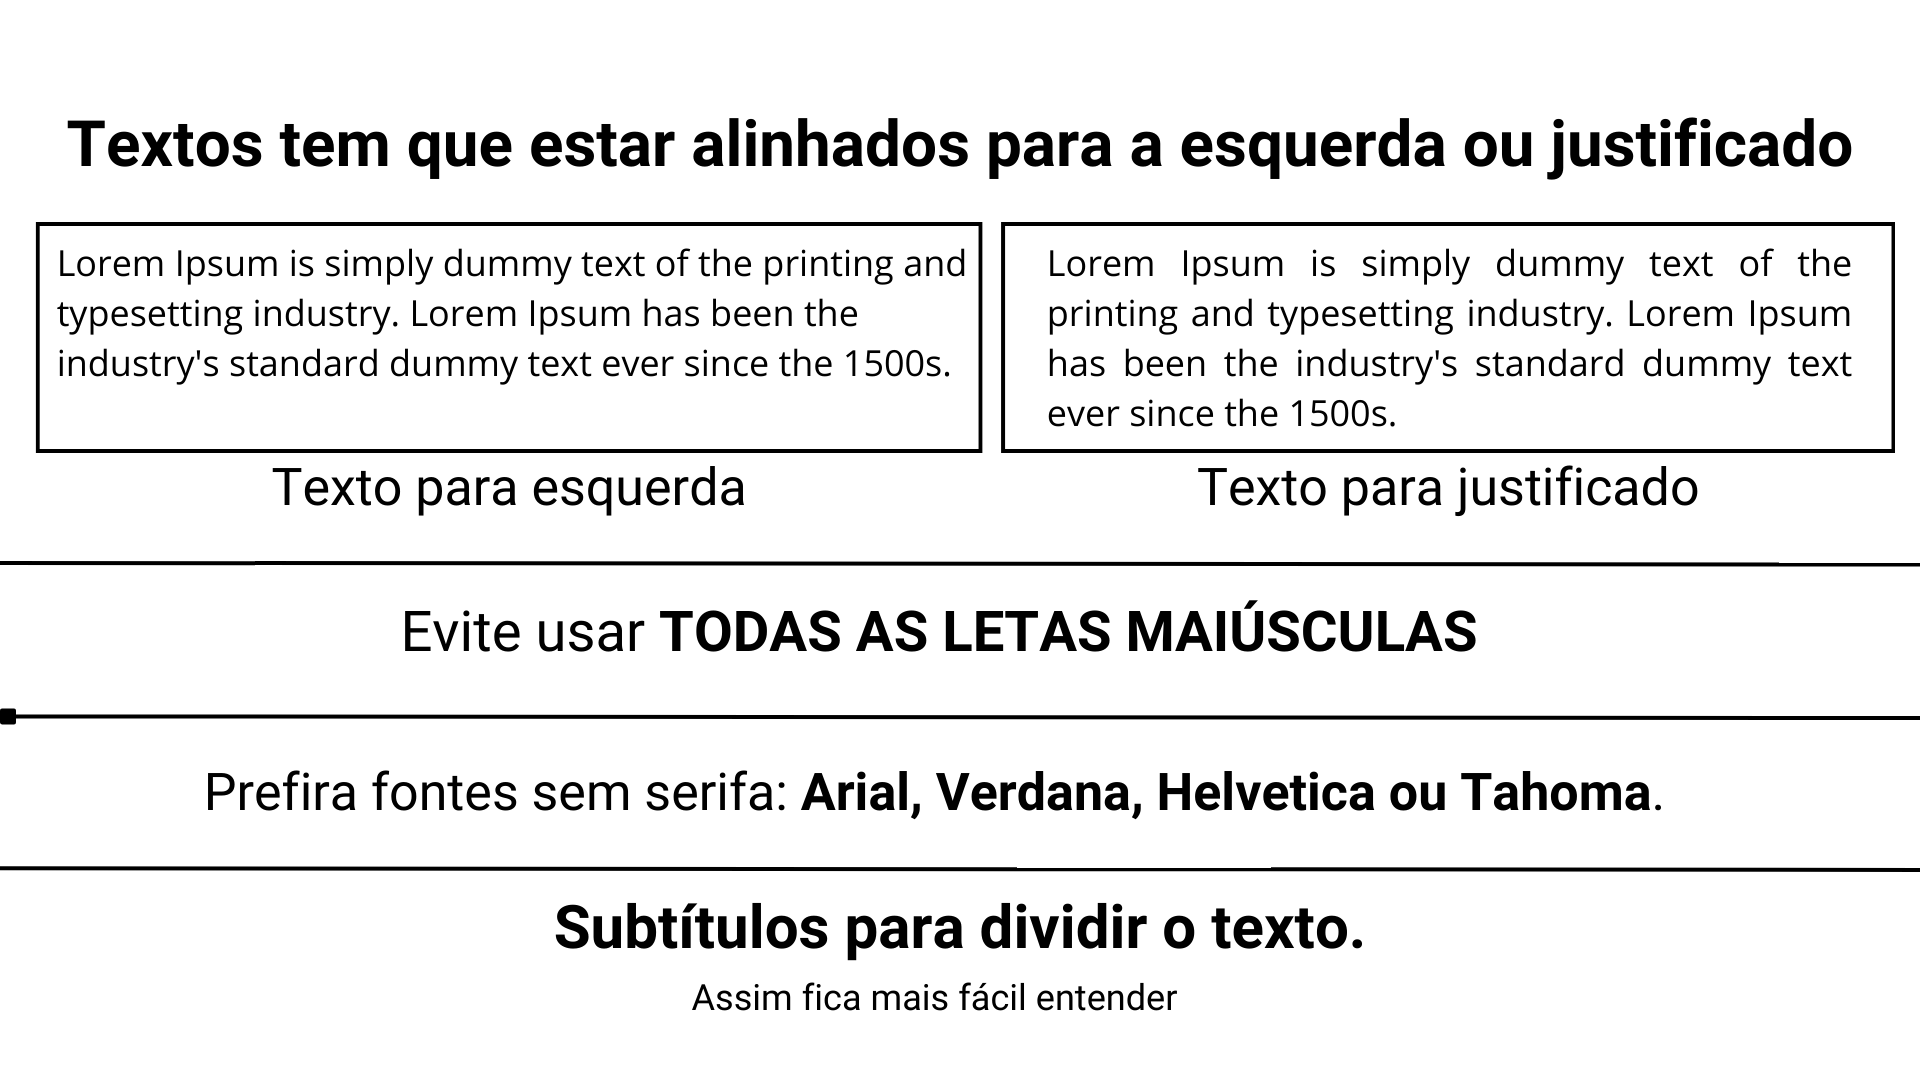 Textos tem que estar alinhados para a esquerda ou justificado
Lorem Ipsum is simply dummy text of the printing and
typesetting industry. Lorem Ipsum has been the
industry's standard dummy text ever since the 1500s.
Texto para esquerda
Lorem Ipsum is simply dummy text of the
printing and typesetting industry. Lorem Ipsum
has been the industry's standard dummy text
ever since the 1500s.
Texto para justificado
Evite usar TODAS AS LETAS MAIÚSCULAS
Prefira fontes sem serifa: Arial, Verdana, Helvetica ou Tahoma.
Subtítulos para dividir o texto.
Assim fica mais fácil entender